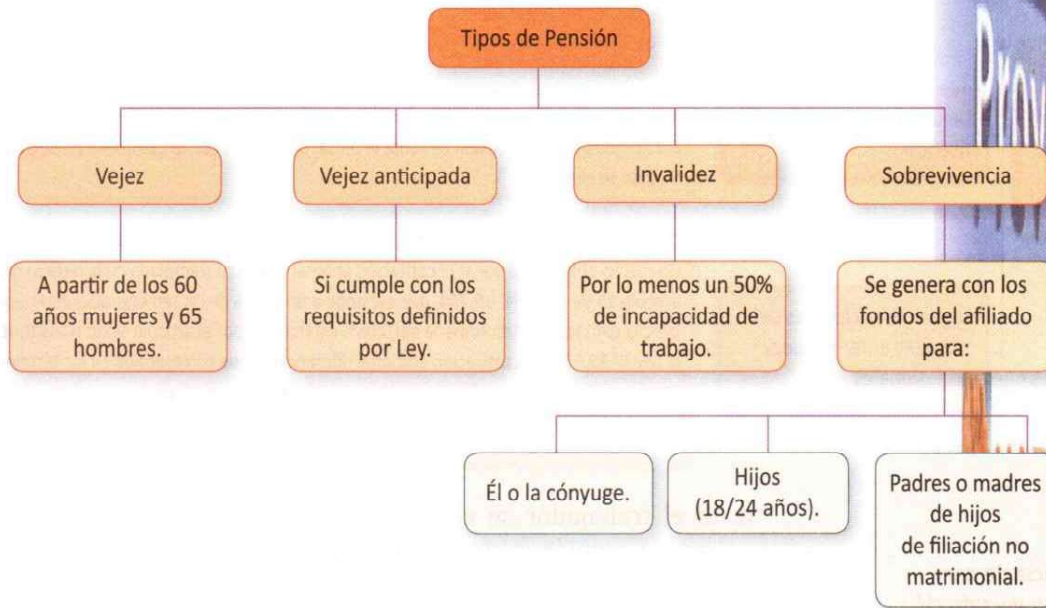 Tipos de Pensión
Vejez
Vejez anticipada
Invalidez
Sobrevivencia
A partir de los 60
años mujeres y 65
hombres.
Si cumple con los
requisitos definidos
por Ley.
Por lo menos un 50%
de incapacidad de
trabajo.
Se genera con los
fondos del afiliado
para:
Él o la cónyuge.
Hijos
(18/24 años).
Padres o madres
de hijos
de filiación no
matrimonial.